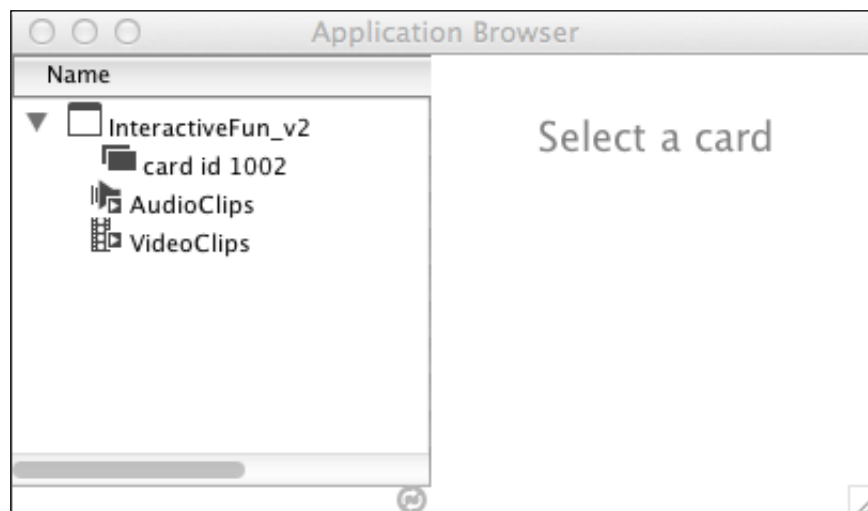 Application Browser
Name
InteractiveFun_v2
card id 1002
AudioClips
VideoClips
Select a card